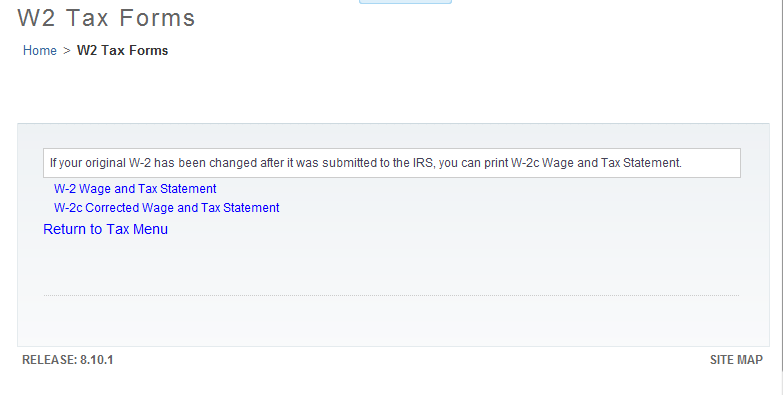 W2 Tax Forms
Home > W2 Tax Forms
If your original W-2 has been changed after it was submitted to the IRS, you can print W-2c Wage and Tax Statement.
W-2 Wage and Tax Statement
W-2c Corrected Wage and Tax Statement
Return to Tax Menu
RELEASE: 8.10.1 SITE MAP